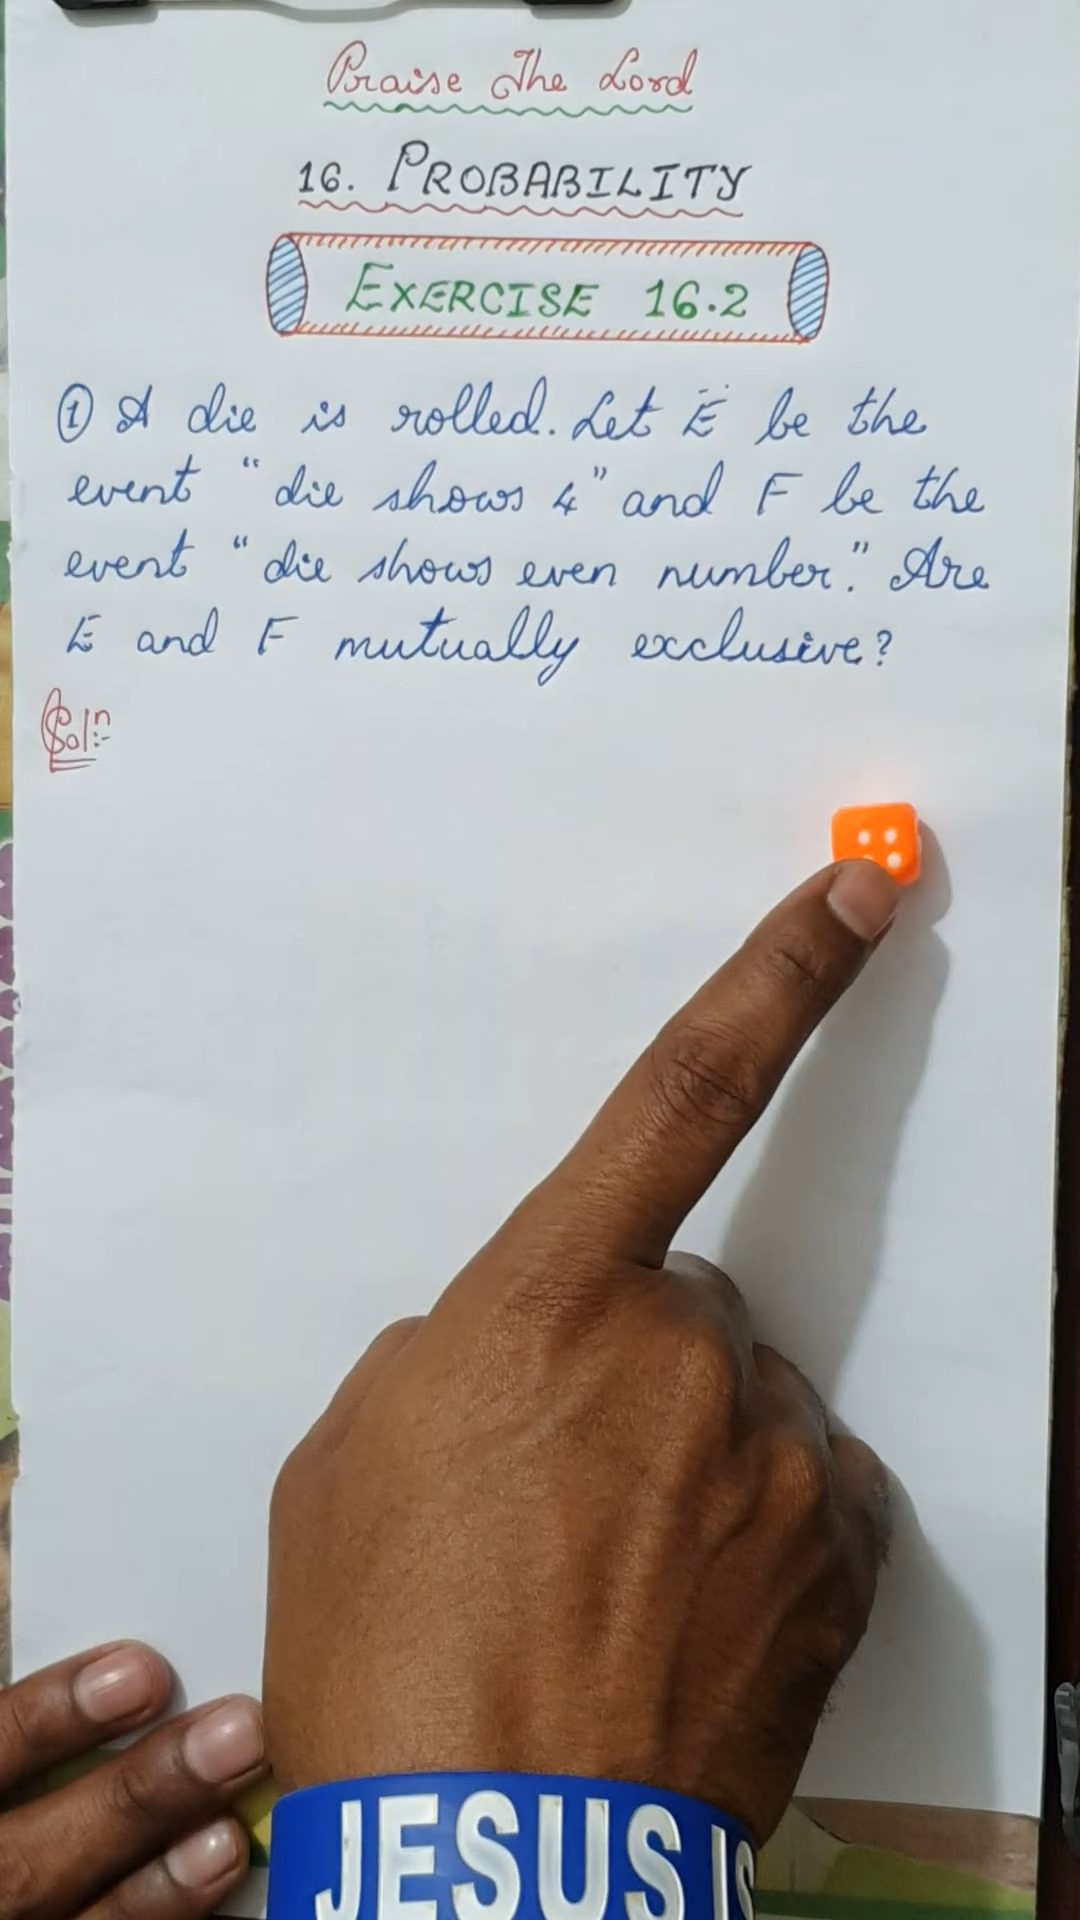 Praise The Lord
16. PROBABILITY
EXERCISE 16.2
① A die is rolled. Let E be the
event "die shows 4" and F be the
event "die shows even number." Are
E and F mutually exclusive?
Soln:-
JESUS IS